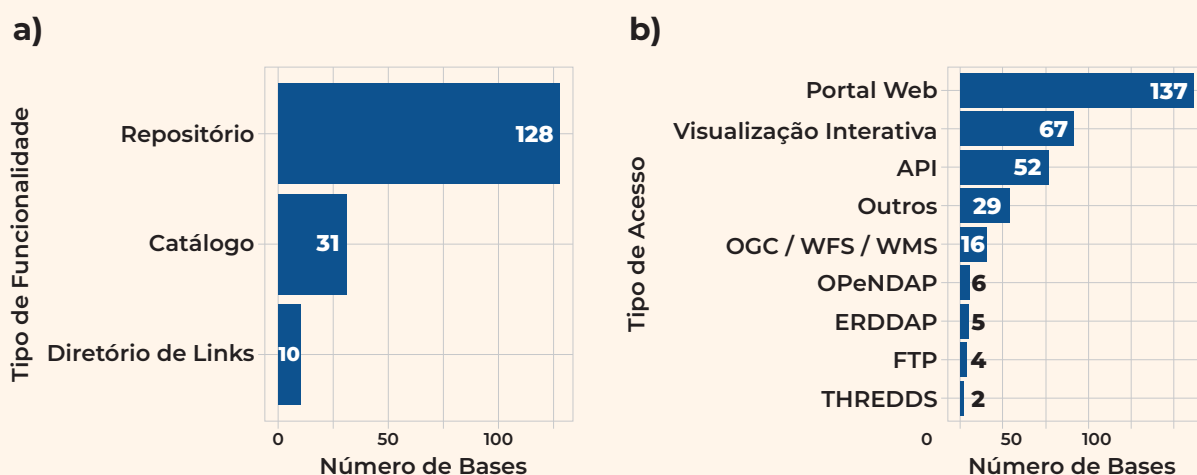 a)
Tipo de Funcionalidade
Repositório
128
Catálogo
31
Diretório de Links
10
0 50 100
Número de Bases
b)
Tipo de Acesso
Portal Web
137
Visualização Interativa
67
API
52
Outros
29
OGC / WFS / WMS
16
OPeNDAP
6
ERDDAP
5
FTP
4
THREDDS
2
0 50 100
Número de Bases